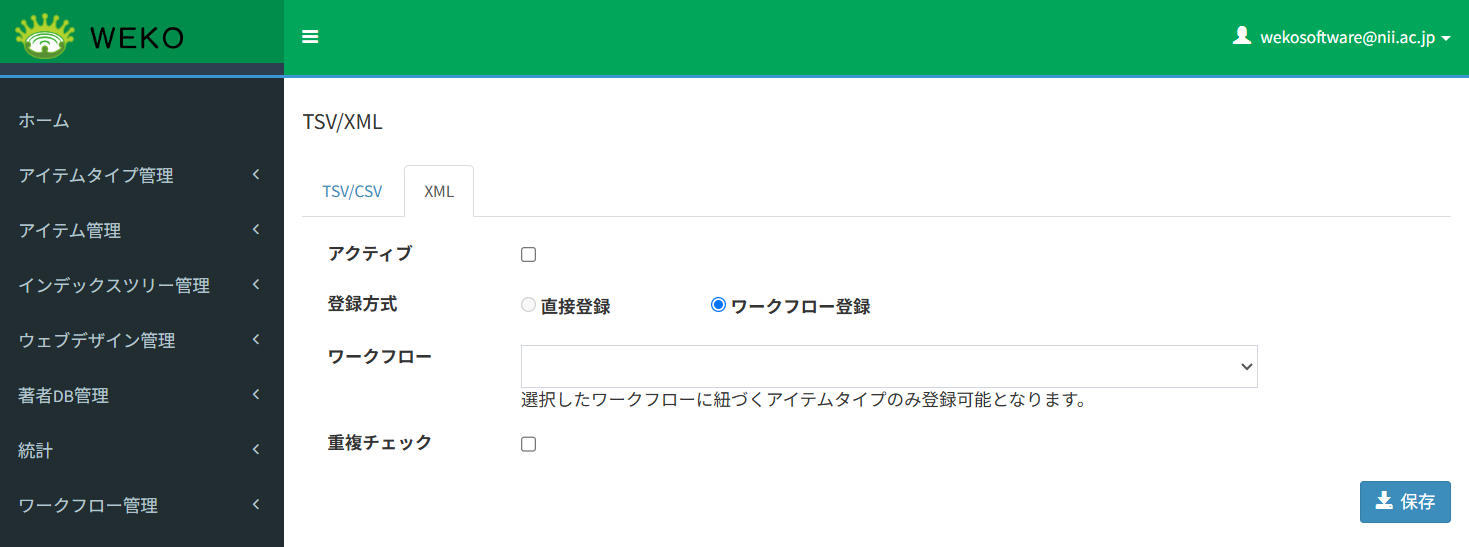 WEKO
wekosoftware@nii.ac.jp
ホーム
アイテムタイプ管理
アイテム管理
インデックスツリー管理
ウェブデザイン管理
著者DB管理
統計
ワークフロー管理
TSV/XML
TSV/CSV
XML
アクティブ
登録方式
直接登録
ワークフロー登録
ワークフロー
選択したワークフローに紐づくアイテムタイプのみ登録可能となります。
重複チェック
保存